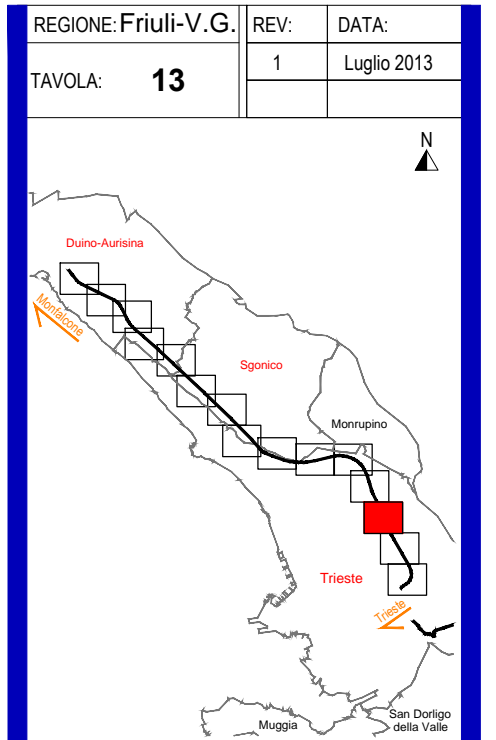 REGIONE: Friuli-V.G. REV: DATA:
1 Luglio 2013
TAVOLA: 13
N
Duino-Aurisina
Monfalcone
Sgonico
Monrupino
Trieste
Trieste
San Dorligo
della Valle
Muggia